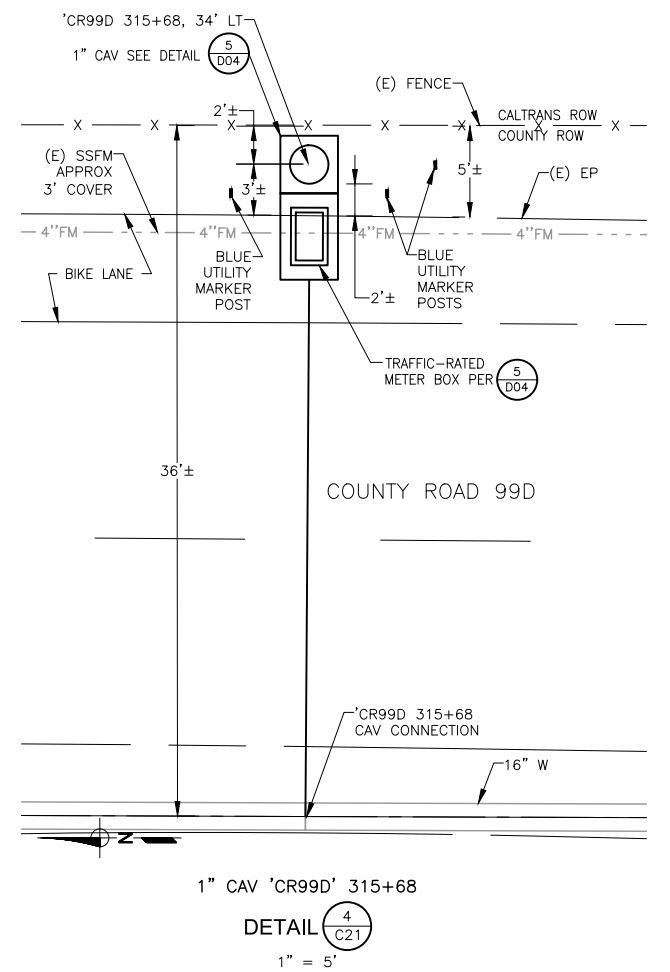 'CR99D 315+68, 34' LT
1" CAV SEE DETAIL
5
D04
(E) FENCE
2'±
CALTRANS ROW
COUNTY ROW
X X X X X X X X
(E) SSFM
APPROX
3' COVER
3'±
5'±
(E) EP
4''FM 4''FM 4''FM 4''FM
BIKE LANE
BLUE
UTILITY
MARKER
POST
BLUE
UTILITY
MARKER
POSTS
2'±
TRAFFIC-RATED
METER BOX PER
5
D04
36'±
COUNTY ROAD 99D
'CR99D 315+68
CAV CONNECTION
16" W
N
1" CAV 'CR99D' 315+68
DETAIL
4
C21
1" = 5'